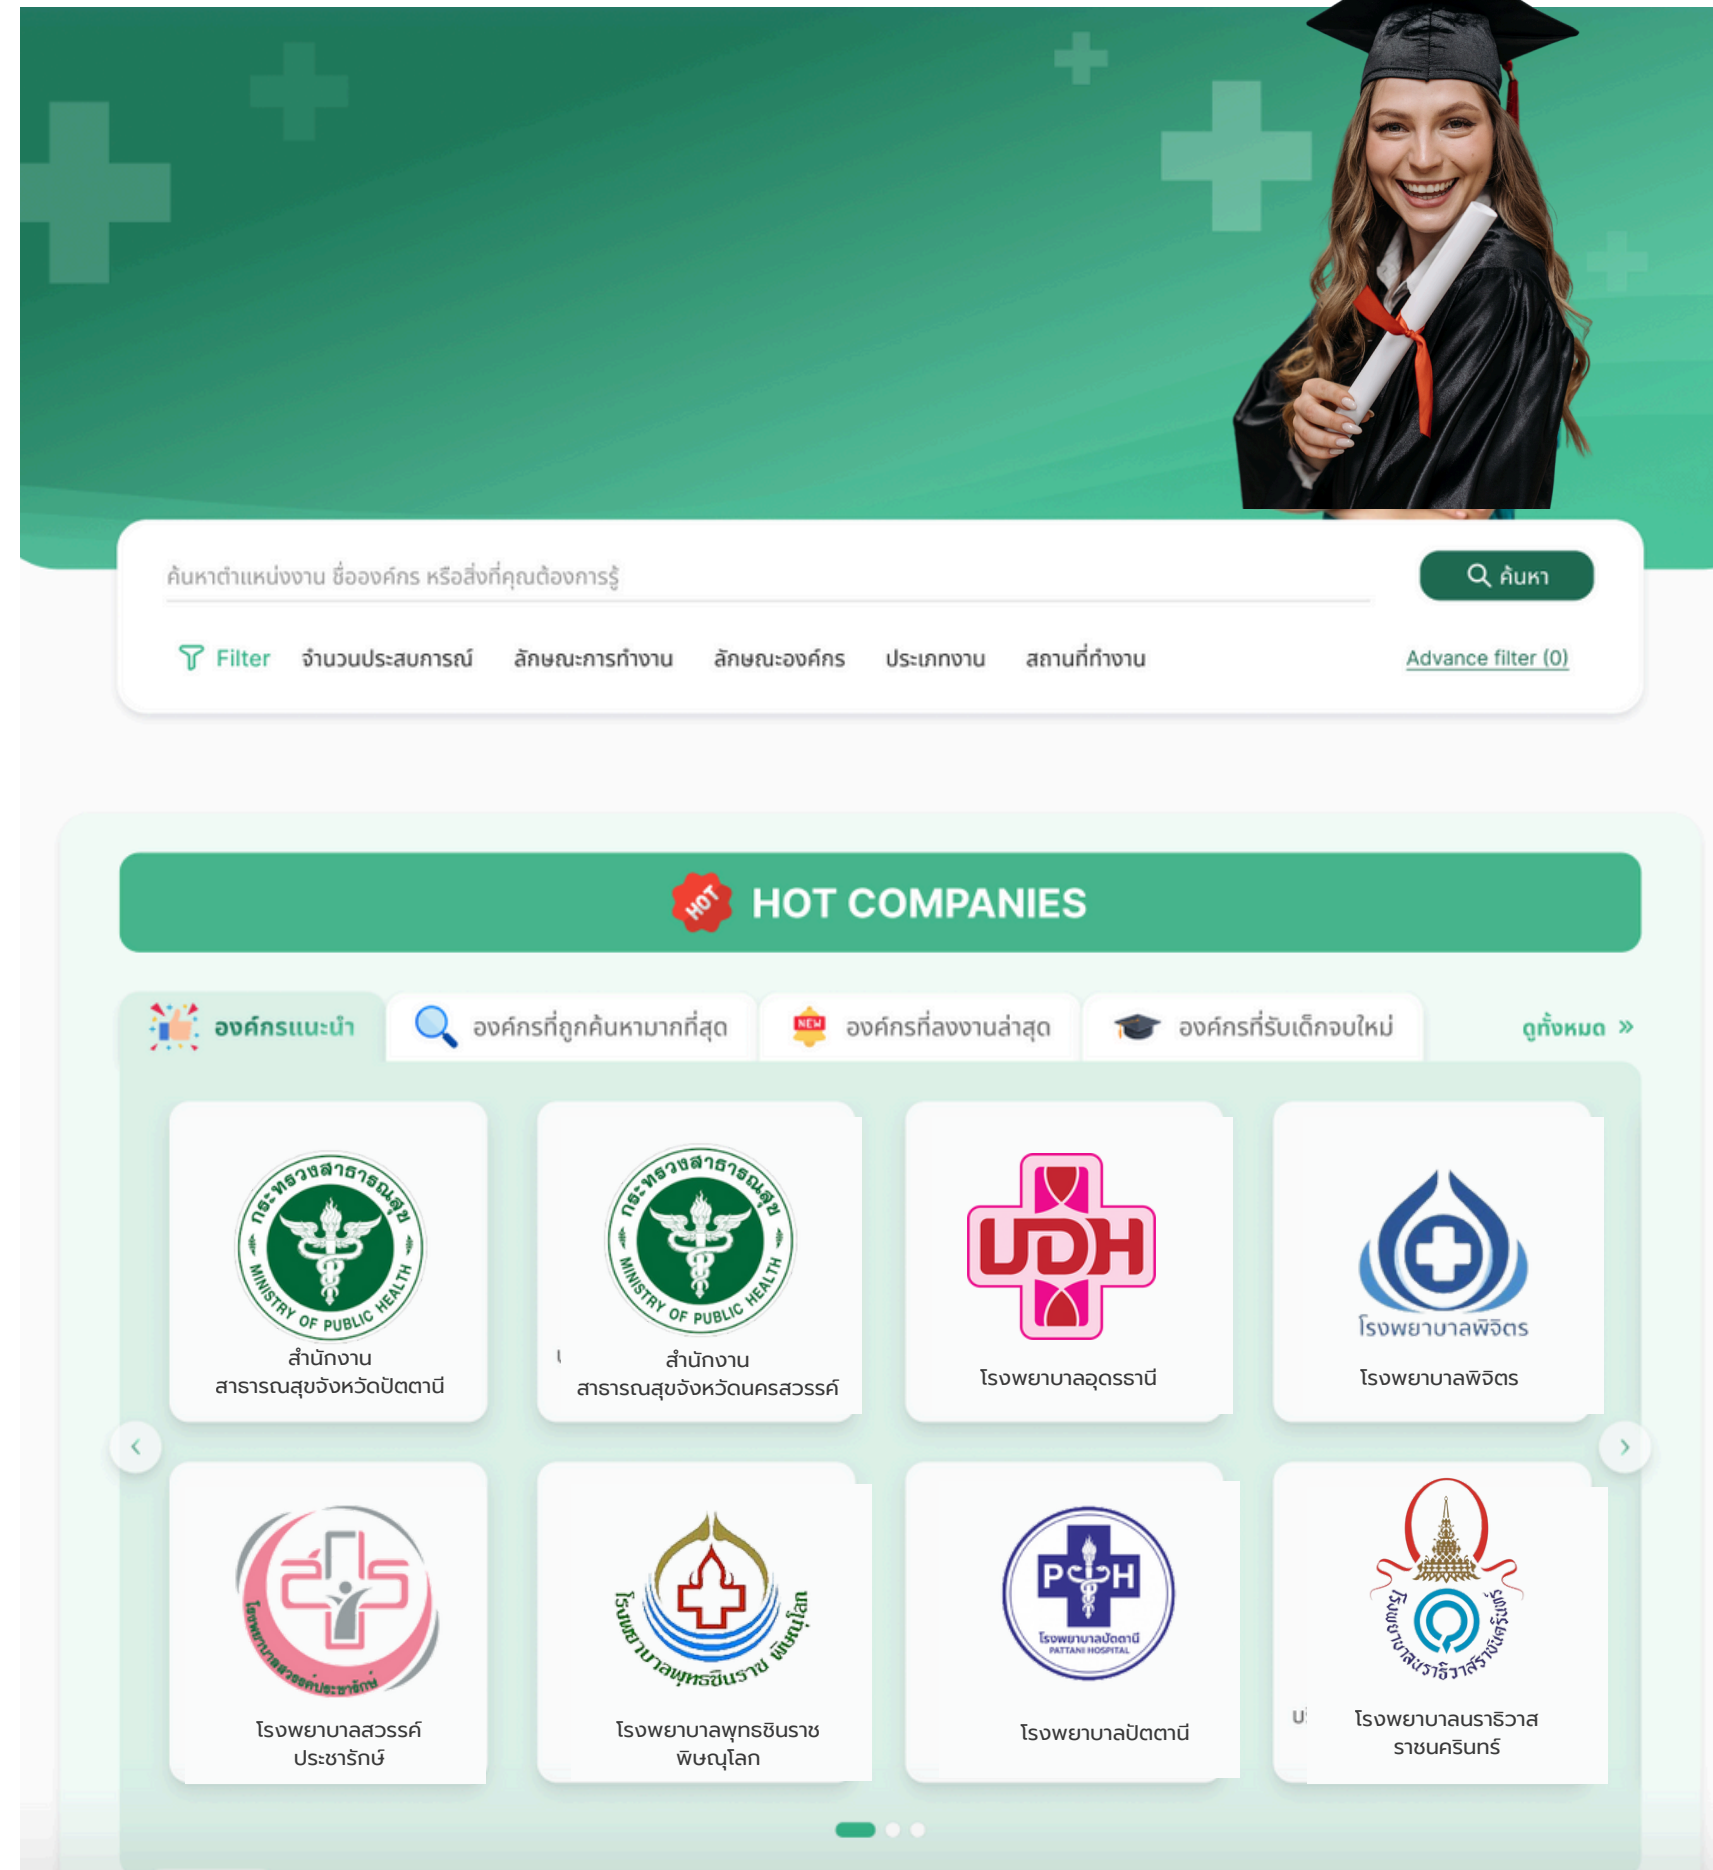 ค้นหาตำแหน่งงาน ชื่อองค์กร หรือสิ่งที่คุณต้องการรู้
ค้นหา
Filter จำนวนประสบการณ์ ลักษณะการทำงาน ลักษณะองค์กร ประเภทงาน สถานที่ทำงาน Advance filter (0)
HOT HOT COMPANIES
องค์กรแนะนำ องค์กรที่ถูกค้นหามากที่สุด NEW องค์กรที่ลงงานล่าสุด องค์กรที่รับเด็กจบใหม่ ดูทั้งหมด »
กระทรวงสาธารณสุข
MINISTRY OF PUBLIC HEALTH
สำนักงาน
สาธารณสุขจังหวัดปัตตานี
กระทรวงสาธารณสุข
MINISTRY OF PUBLIC HEALTH
สำนักงาน
สาธารณสุขจังหวัดนครสวรรค์
UDH
โรงพยาบาลอุดรธานี
โรงพยาบาลพิจิตร
โรงพยาบาลพิจิตร
สปร
โรงพยาบาลสวรรค์ประชารักษ์
โรงพยาบาลสวรรค์
ประชารักษ์
โรงพยาบาลพุทธชินราช พิษณุโลก
โรงพยาบาลพุทธชินราช
พิษณุโลก
PH
โรงพยาบาลปัตตานี
PATTANI HOSPITAL
โรงพยาบาลปัตตานี
โรงพยาบาลนราธิวาสราชนครินทร์
โรงพยาบาลนราธิวาส
ราชนครินทร์